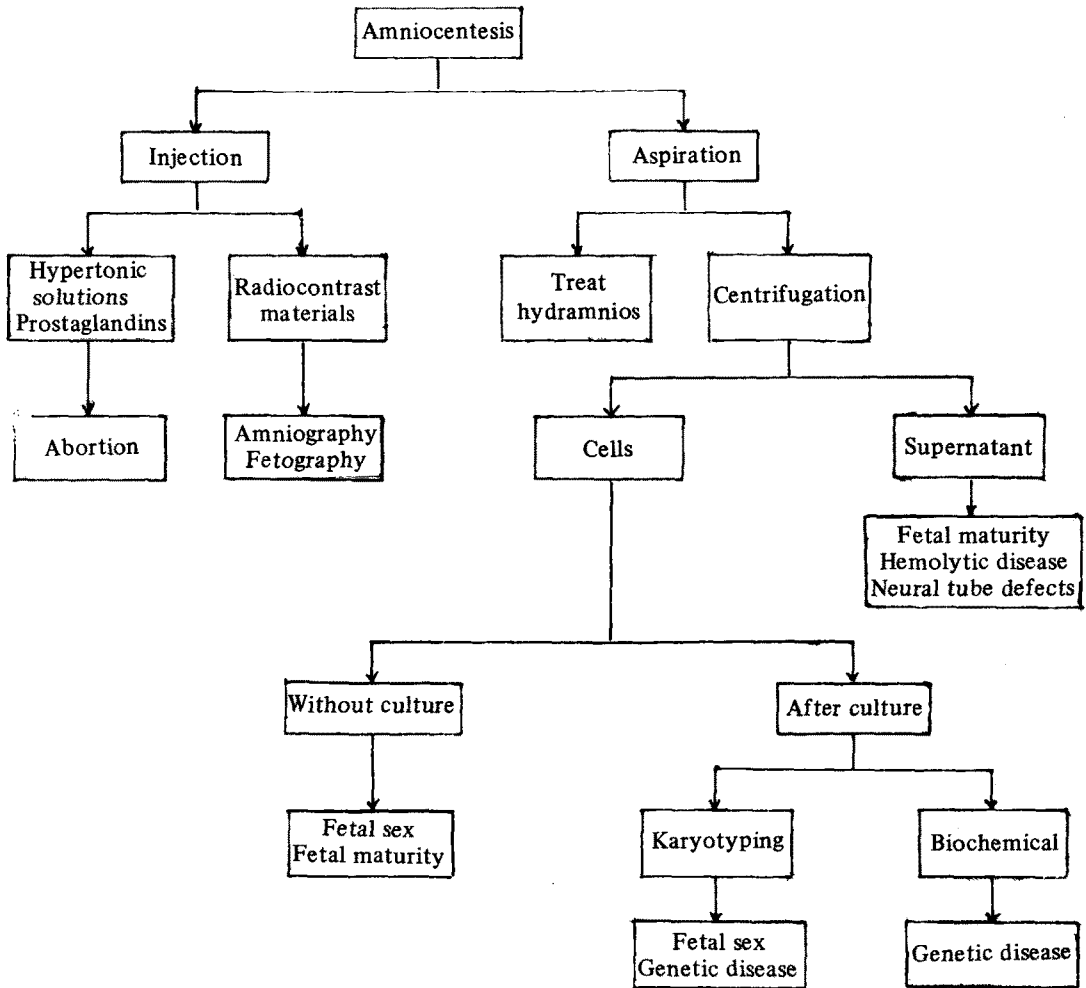 Amniocentesis
Injection
Aspiration
Hypertonic
solutions
Prostaglandins
Radiocontrast
materials
Treat
hydramnios
Centrifugation
Abortion
Amniography
Fetography
Cells
Supernatant
Fetal maturity
Hemolytic disease
Neural tube defects
Without culture
After culture
Fetal sex
Fetal maturity
Karyotyping
Biochemical
Fetal sex
Genetic disease
Genetic disease